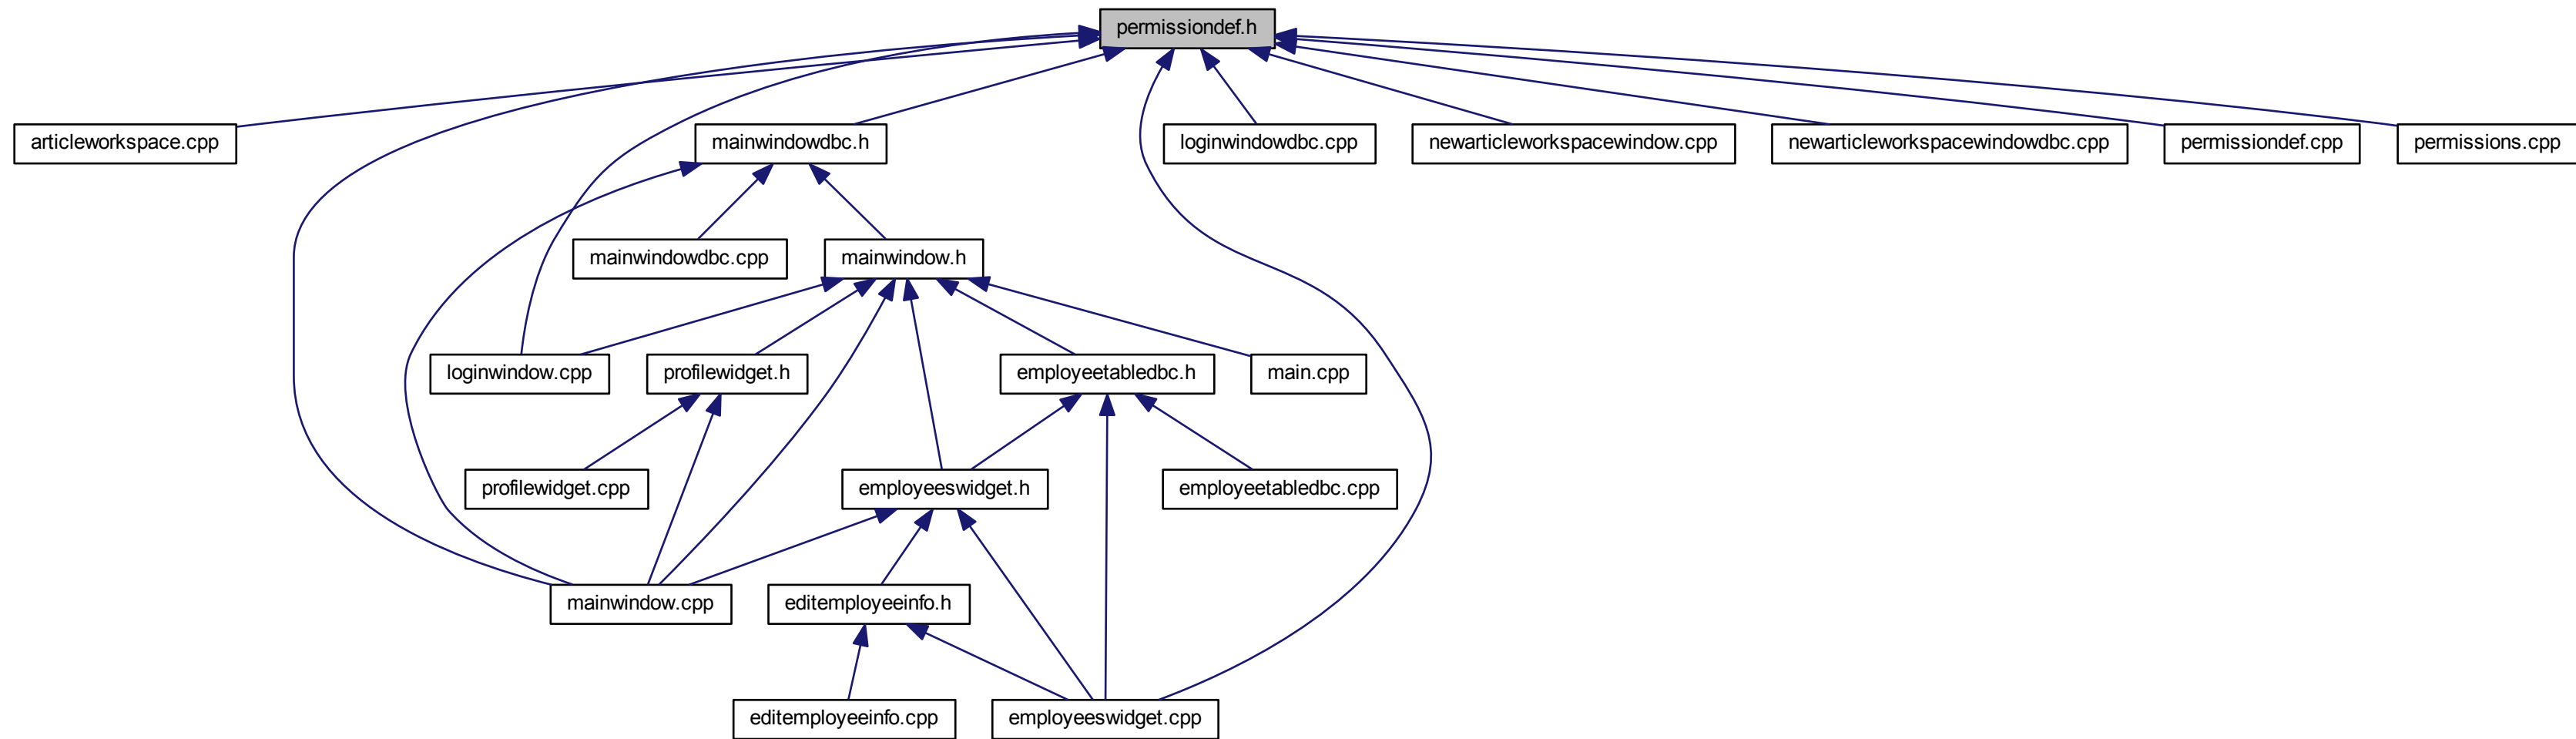 permissiondef.h
articleworkspace.cpp
mainwindowdbc.h
loginwindowdbc.cpp
newarticleworkspacewindow.cpp
newarticleworkspacewindowdbc.cpp
permissiondef.cpp
permissions.cpp
mainwindowdbc.cpp
mainwindow.h
loginwindow.cpp
profilewidget.h
employeetabledbc.h
main.cpp
profilewidget.cpp
employeeswidget.h
employeetabledbc.cpp
mainwindow.cpp
editemployeeinfo.h
editemployeeinfo.cpp
employeeswidget.cpp